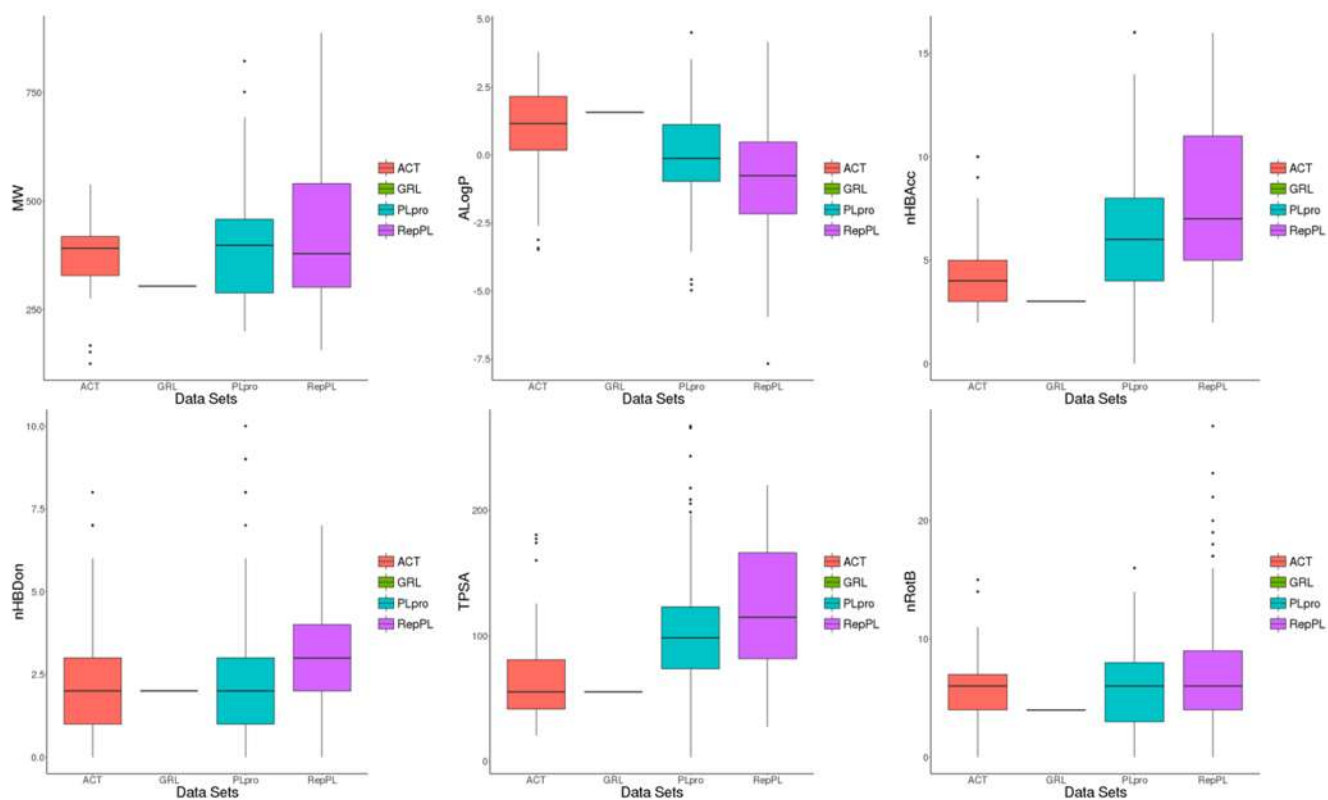 MW
750
500
250
ACT
GRL
PLpro
RepPL
Data Sets
ACT
GRL
PLpro
RepPL
ALogP
5.0
2.5
0.0
-2.5
-5.0
-7.5
ACT
GRL
PLpro
RepPL
Data Sets
ACT
GRL
PLpro
RepPL
nHBAcc
15
10
5
0
ACT
GRL
PLpro
RepPL
Data Sets
ACT
GRL
PLpro
RepPL
nHBDon
10.0
7.5
5.0
2.5
0.0
ACT
GRL
PLpro
RepPL
Data Sets
ACT
GRL
PLpro
RepPL
TPSA
200
100
0
ACT
GRL
PLpro
RepPL
Data Sets
ACT
GRL
PLpro
RepPL
nRotB
20
10
0
ACT
GRL
PLpro
RepPL
Data Sets
ACT
GRL
PLpro
RepPL